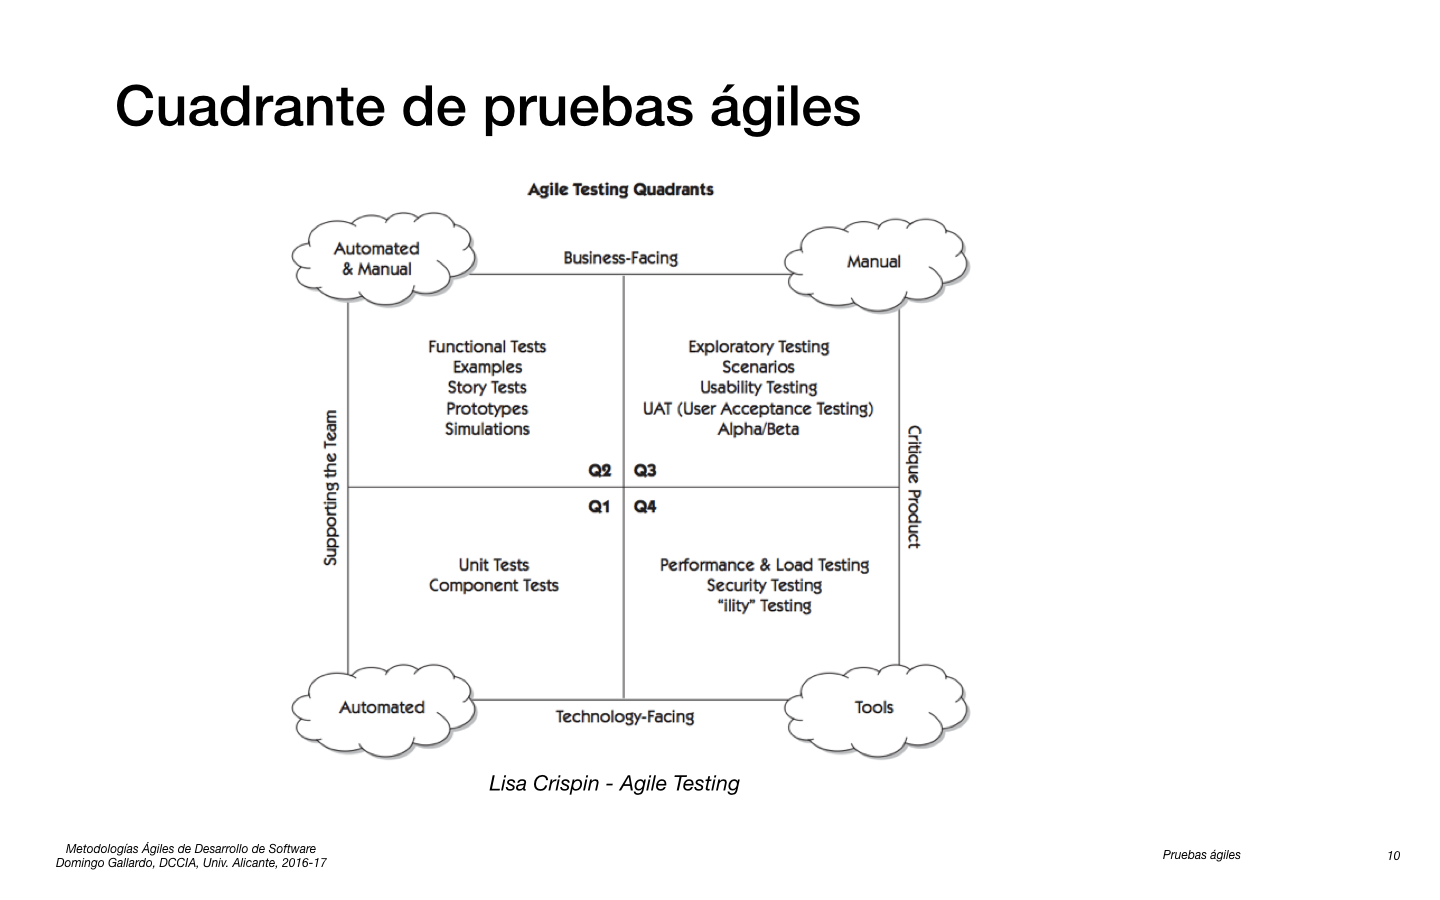 Cuadrante de pruebas ágiles
Agile Testing Quadrants
Automated
& Manual
Business-Facing
Manual
Functional Tests
Examples
Story Tests
Prototypes
Simulations
Exploratory Testing
Scenarios
Usability Testing
UAT (User Acceptance Testing)
Alpha/Beta
Supporting the Team
Critique Product
Q2
Q3
Q1
Q4
Unit Tests
Component Tests
Performance & Load Testing
Security Testing
“ility” Testing
Automated
Technology-Facing
Tools
Lisa Crispin - Agile Testing
Metodologías Ágiles de Desarrollo de Software
Domingo Gallardo, DCCIA, Univ. Alicante, 2016-17
Pruebas ágiles
10